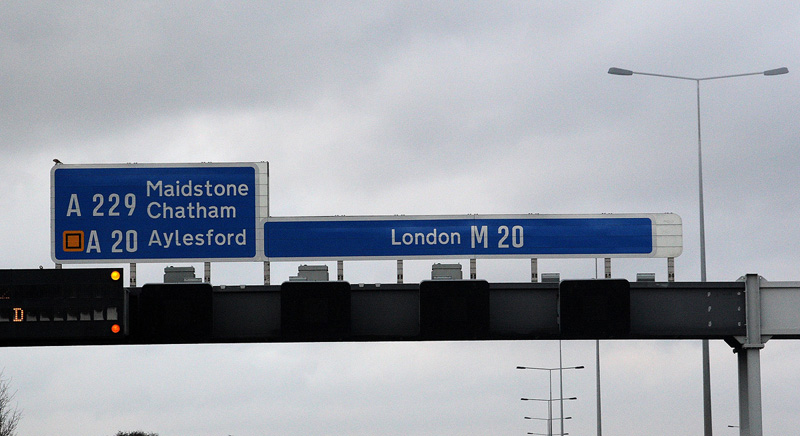 A 229 Maidstone
Chatham
A 20 Aylesford
London M 20
D